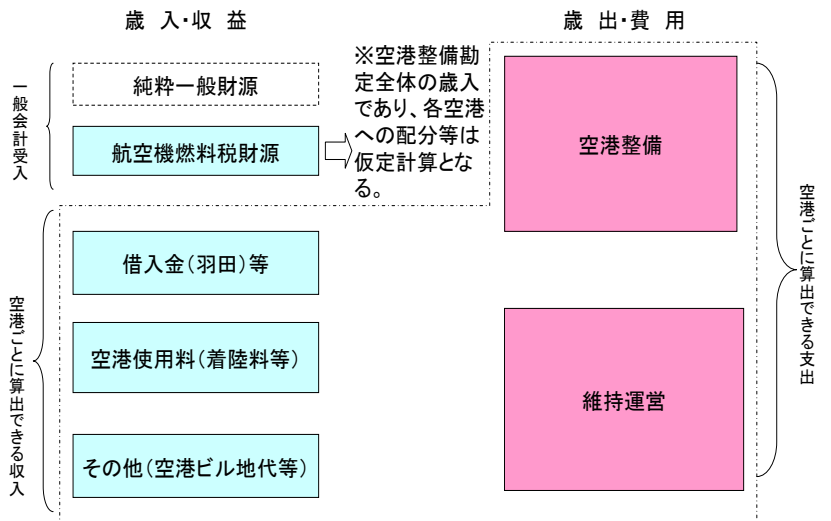 歳 入・収 益
歳 出・費 用
一般会計受入
純粋一般財源
航空機燃料税財源
※空港整備勘
定全体の歳入
であり、各空港
への配分等は
仮定計算とな
る。
空港整備
空港ごとに算出できる支出
空港ごとに算出できる収入
借入金(羽田)等
空港使用料(着陸料等)
その他(空港ビル地代等)
維持運営